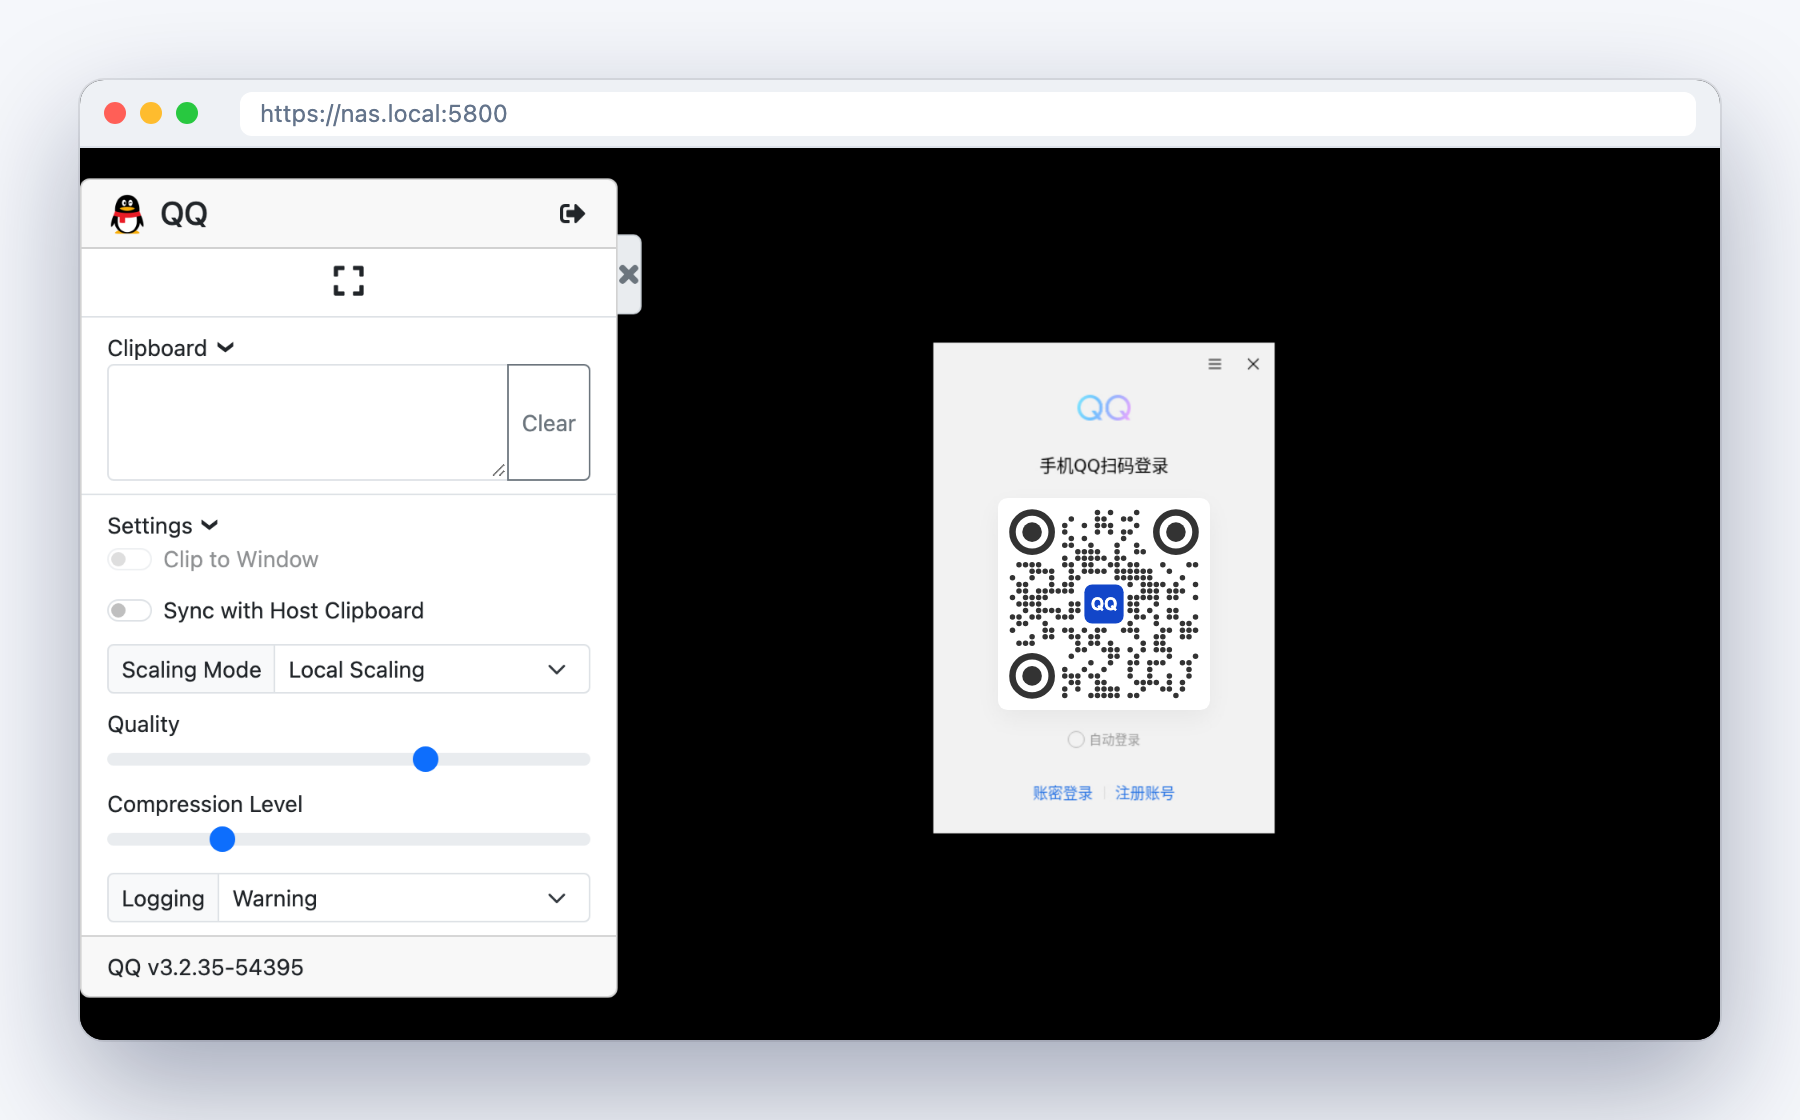 https://nas.local:5800
QQ
Clipboard
Clear
Settings
Clip to Window
Sync with Host Clipboard
Scaling Mode
Local Scaling
Quality
Compression Level
Logging
Warning
QQ v3.2.35-54395
QQ
手机QQ扫码登录
QQ
自动登录
账密登录
注册账号